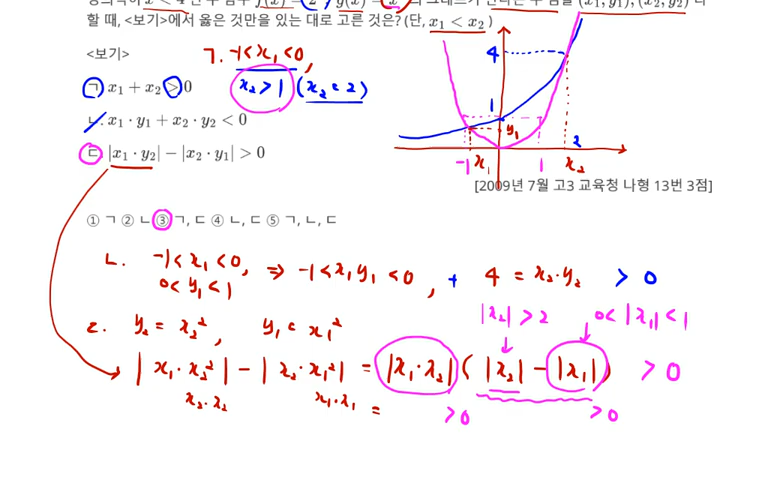 할 때, <보기>에서 옳은 것만을 있는 대로 고른 것은? (단, x₁ < x₂)
<보기>
ㄱ. x₁ + x₂ > 0
ㄴ. x₁ · y₁ + x₂ · y₂ < 0
ㄷ. |x₁ · y₂| − |x₂ · y₁| > 0
ㄱ. -1<x₁<0,
x₂ > 1 (x₂ = 2)
4
1
y₁
2
-1 x₁ 1 x₂
[2009년 7월 고3 교육청 나형 13번 3점]
① ㄱ ② ㄴ ③ ㄱ, ㄷ ④ ㄴ, ㄷ ⑤ ㄱ, ㄴ, ㄷ
ㄴ. -1<x₁<0, ⇒ -1<x₁y₁<0, + 4 = x₂·y₂ > 0
0<y₁<1
|x₂|>2 0<|x₁|<1
ㄷ. y₂ = x₂², y₁ = x₁²
|x₁·x₂²| − |x₂·x₁²| = |x₁·x₂| (|x₂| − |x₁|) > 0
x₂·x₂ x₁·x₁ = >0 >0